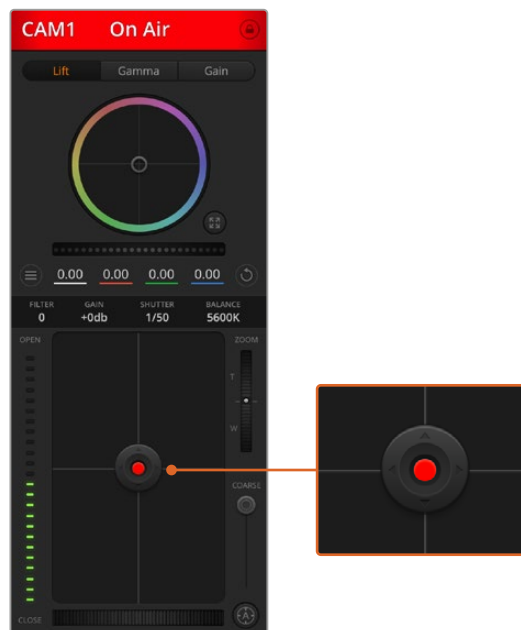 CAM1 On Air
Lift Gamma Gain
0.00 0.00 0.00 0.00
FILTER GAIN SHUTTER BALANCE
0 +0db 1/50 5600K
OPEN ZOOM
T
W
COARSE
CLOSE A